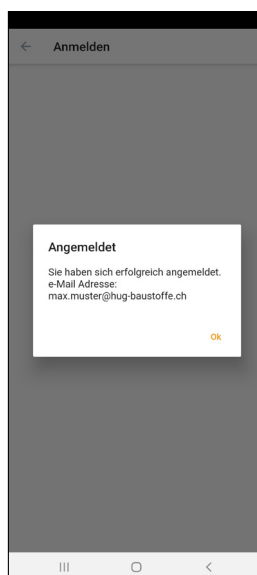 Anmelden
Angemeldet
Sie haben sich erfolgreich angemeldet.
e-Mail Adresse:
max.muster@hug-baustoffe.ch
Ok